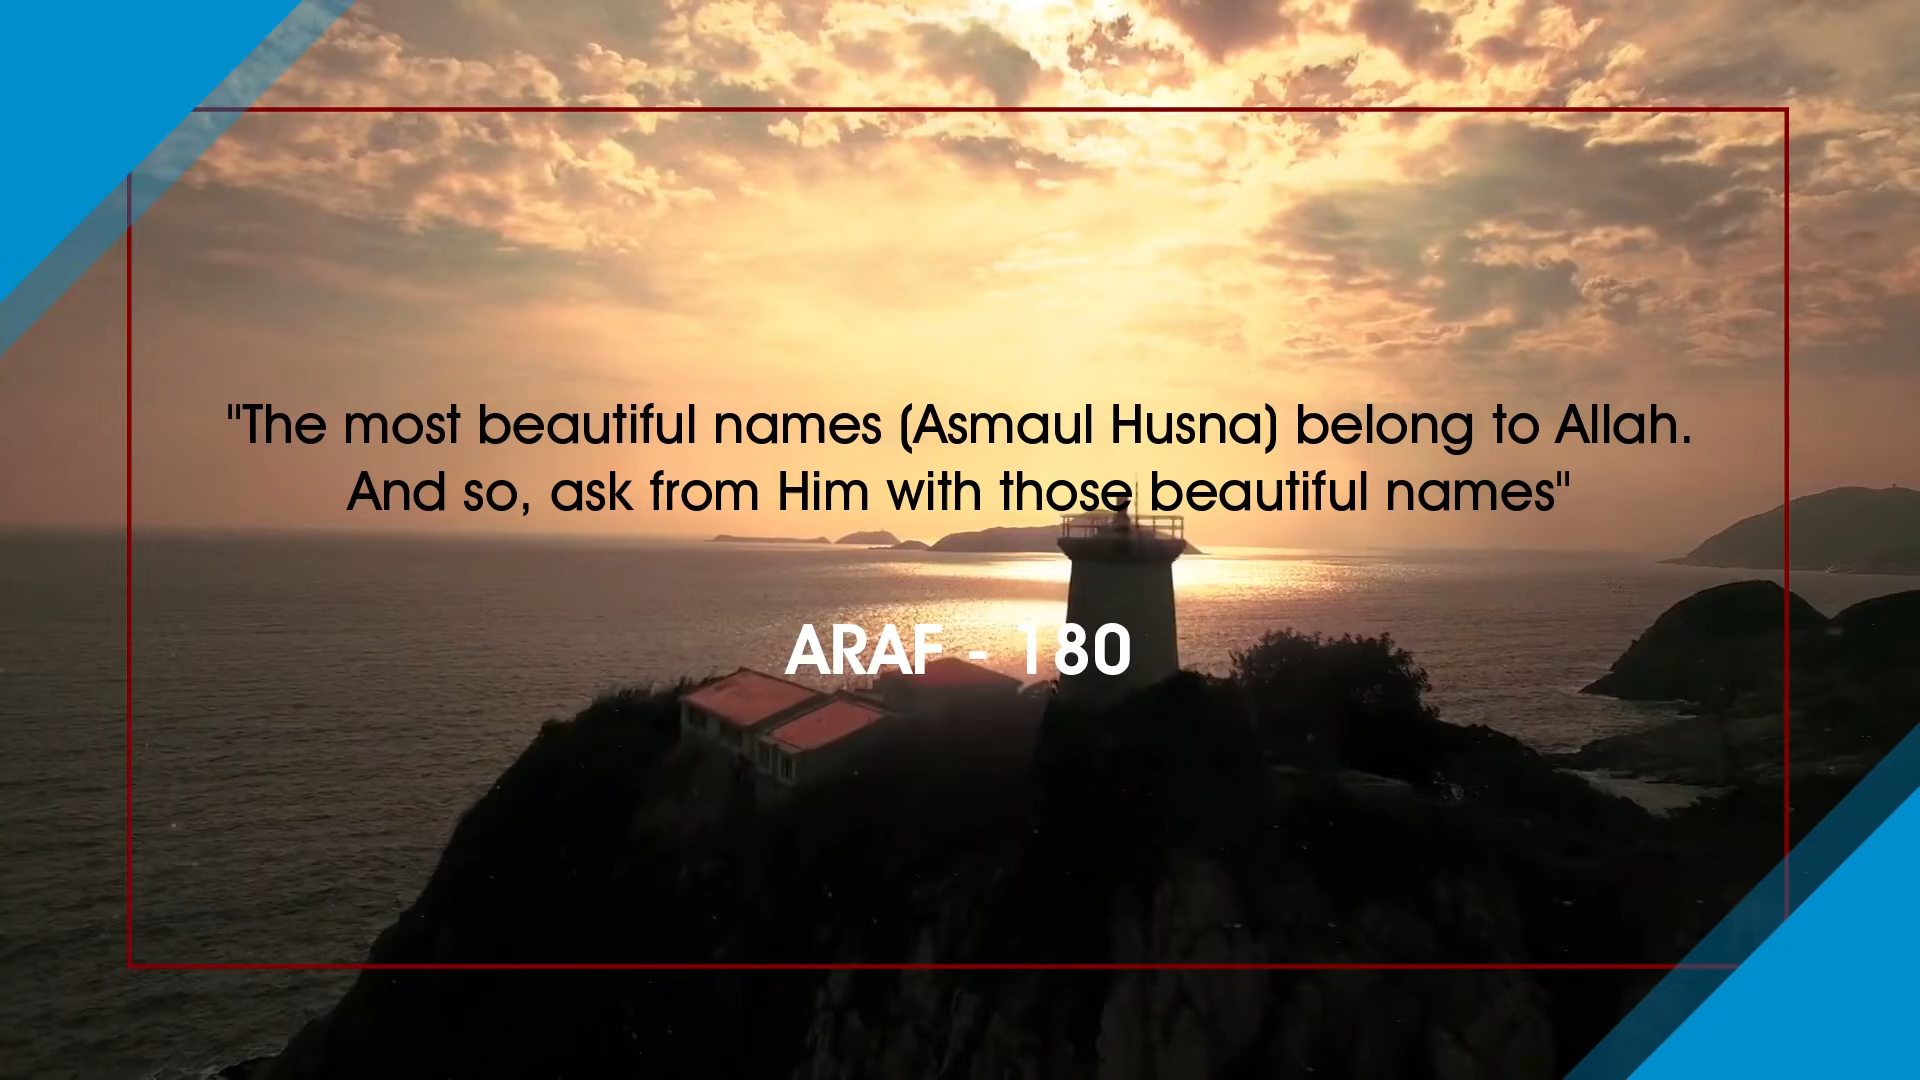 "The most beautiful names (Asmaul Husna) belong to Allah.
And so, ask from Him with those beautiful names"
ARAF - 180